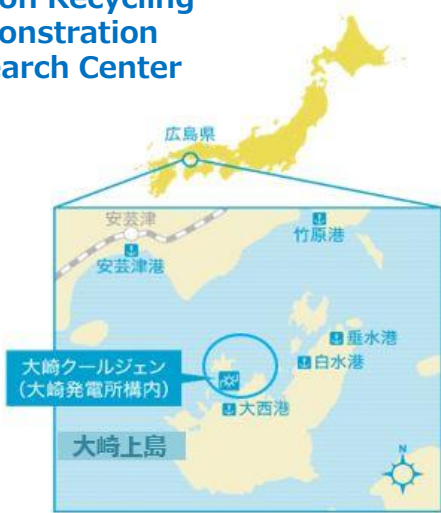 on Recycling
onstration
earch Center
広島県
安芸津
竹原港
安芸津港
垂水港
大崎クールジェン
(大崎発電所構内)
白水港
大西港
大崎上島
N